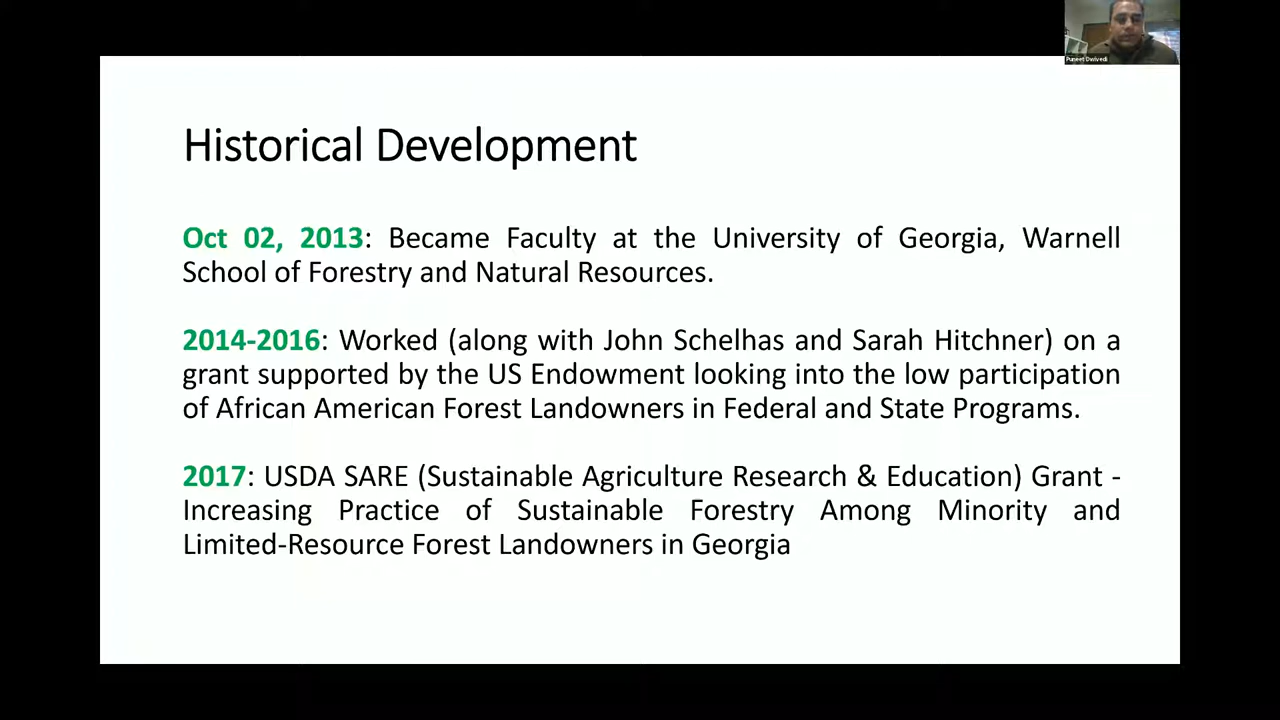 Puneet Dwivedi
Historical Development
Oct 02, 2013: Became Faculty at the University of Georgia, Warnell
School of Forestry and Natural Resources.
2014-2016: Worked (along with John Schelhas and Sarah Hitchner) on a
grant supported by the US Endowment looking into the low participation
of African American Forest Landowners in Federal and State Programs.
2017: USDA SARE (Sustainable Agriculture Research & Education) Grant -
Increasing Practice of Sustainable Forestry Among Minority and
Limited-Resource Forest Landowners in Georgia